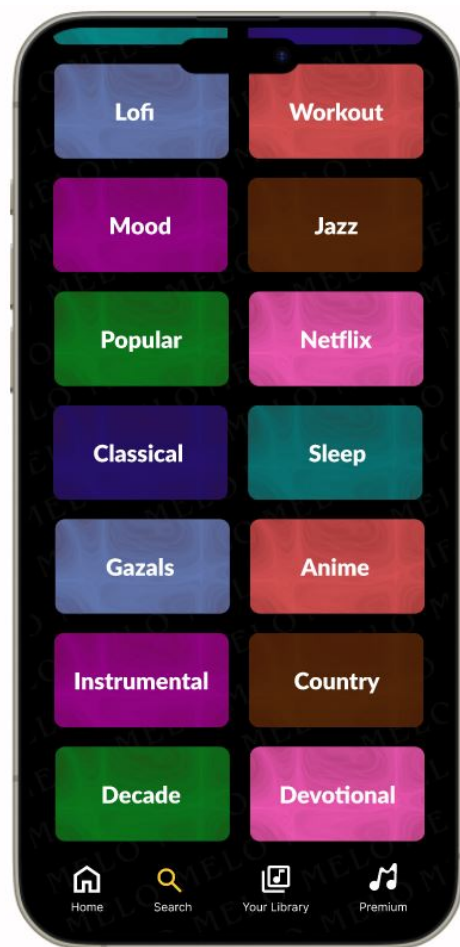 Lofi
Workout
Mood
Jazz
Popular
Netflix
Classical
Sleep
Gazals
Anime
Instrumental
Country
Decade
Devotional
Home
Search
Your Library
Premium